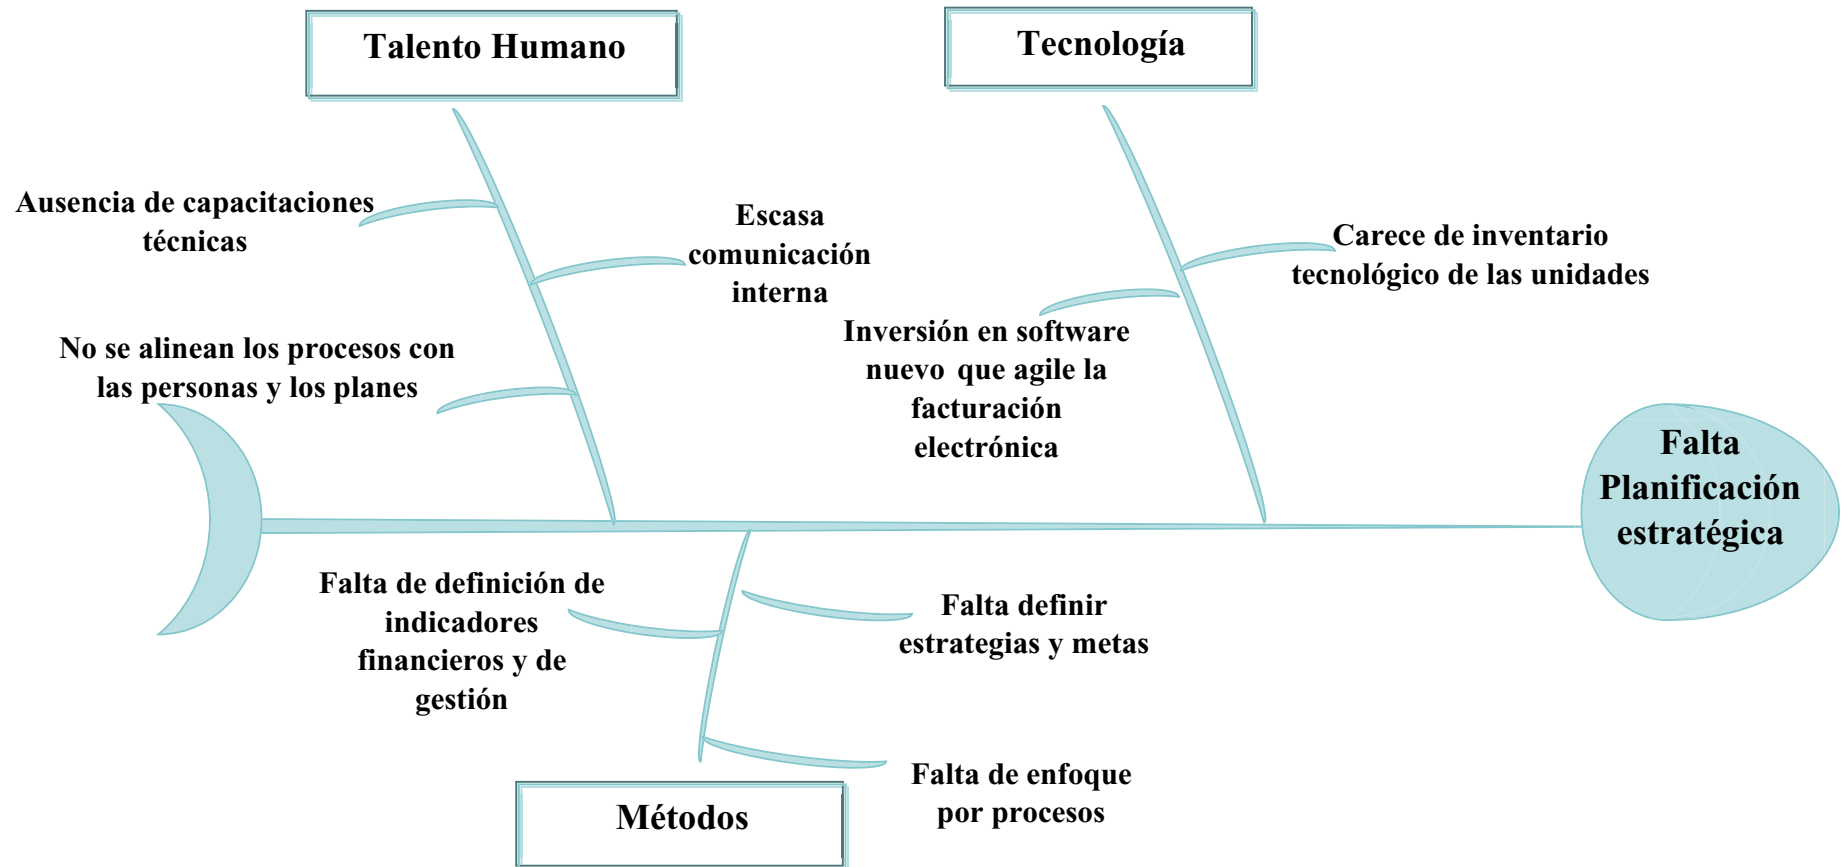 Talento Humano
Tecnología
Ausencia de capacitaciones
técnicas
Escasa
comunicación
interna
Carece de inventario
tecnológico de las unidades
No se alinean los procesos con
las personas y los planes
Inversión en software
nuevo que agile la
facturación
electrónica
Falta
Planificación
estratégica
Falta de definición de
indicadores
financieros y de
gestión
Falta definir
estrategias y metas
Falta de enfoque
por procesos
Métodos